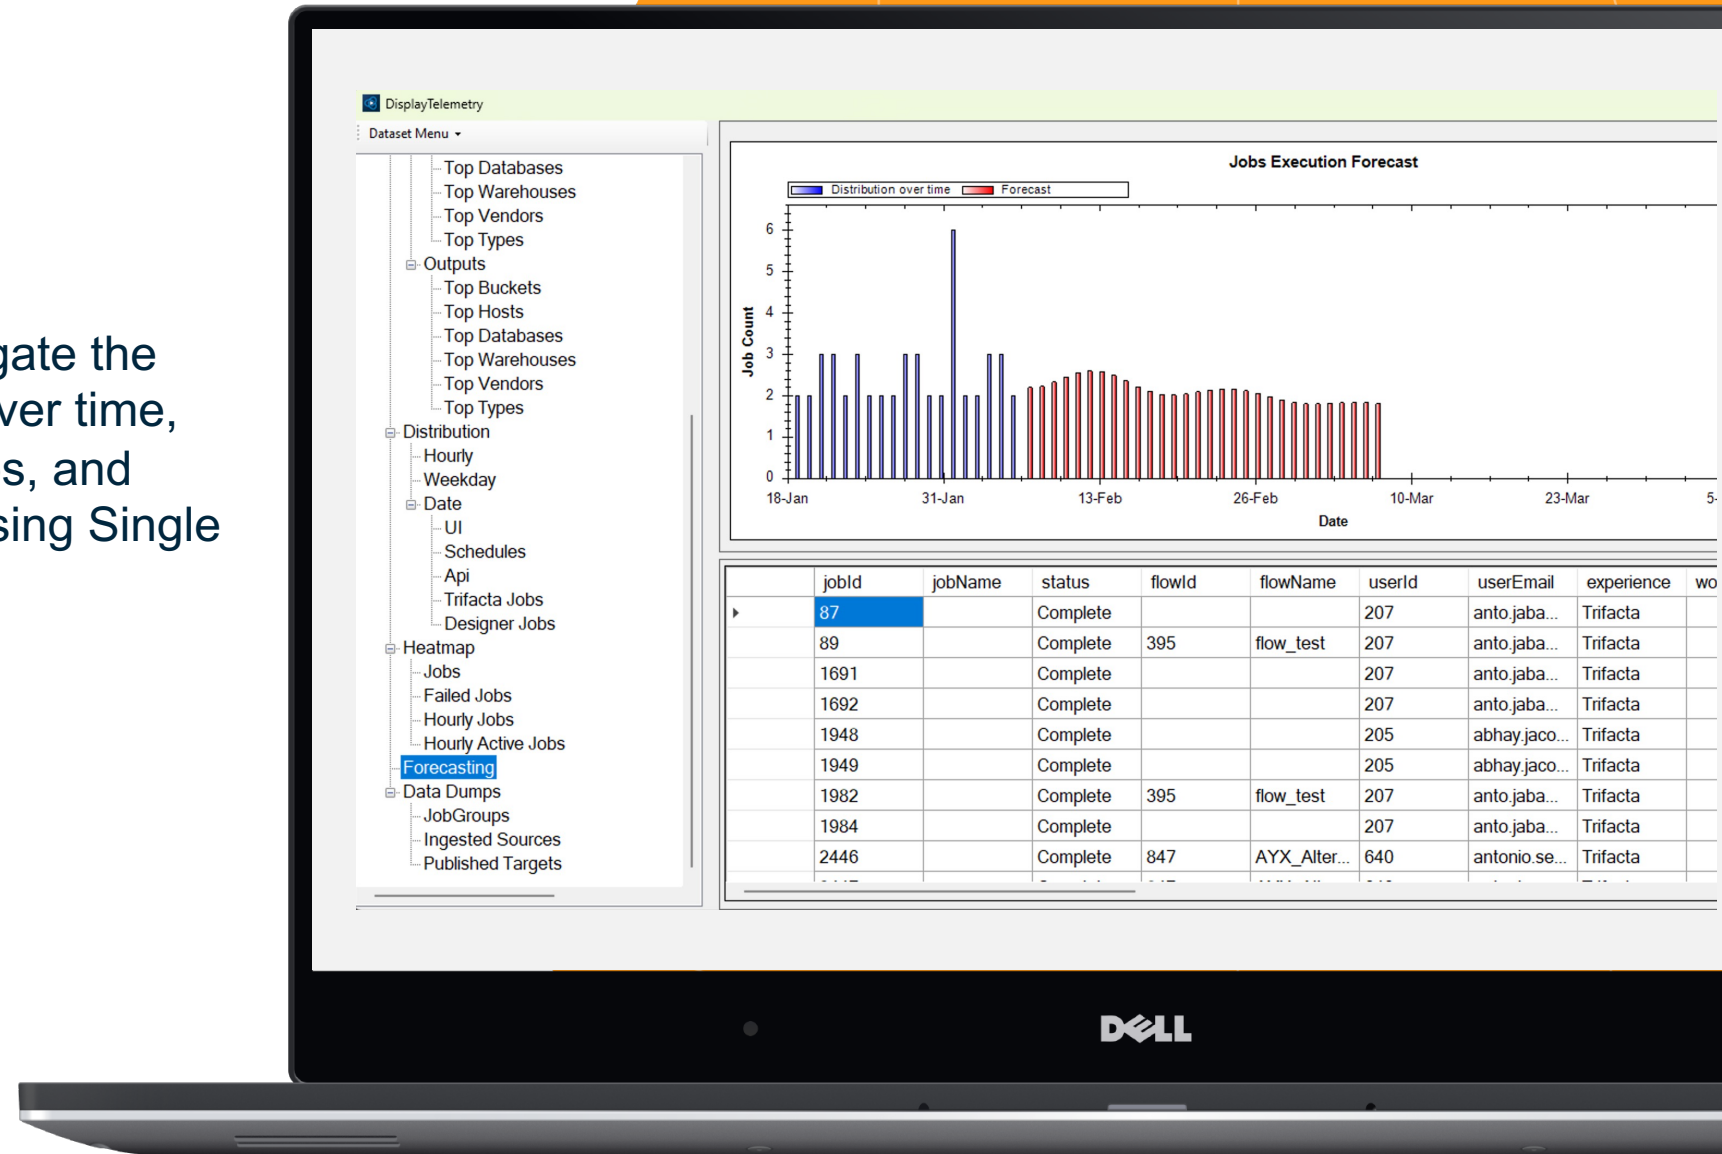 gate the
ver time,
s, and
sing Single
DisplayTelemetry
Dataset Menu
Top Databases
Top Warehouses
Top Vendors
Top Types
Outputs
Top Buckets
Top Hosts
Top Databases
Top Warehouses
Top Vendors
Top Types
Distribution
Hourly
Weekday
Date
UI
Schedules
Api
Trifacta Jobs
Designer Jobs
Heatmap
Jobs
Failed Jobs
Hourly Jobs
Hourly Active Jobs
Forecasting
Data Dumps
JobGroups
Ingested Sources
Published Targets
Jobs Execution Forecast
Distribution over time Forecast
Job Count
6
5
4
3
2
1
0
18-Jan 31-Jan 13-Feb 26-Feb 10-Mar 23-Mar 5-
Date
jobId jobName status flowId flowName userId userEmail experience wo
87 Complete 207 anto.jaba... Trifacta
89 Complete 395 flow_test 207 anto.jaba... Trifacta
1691 Complete 207 anto.jaba... Trifacta
1692 Complete 207 anto.jaba... Trifacta
1948 Complete 205 abhay.jaco... Trifacta
1949 Complete 205 abhay.jaco... Trifacta
1982 Complete 395 flow_test 207 anto.jaba... Trifacta
1984 Complete 207 anto.jaba... Trifacta
2446 Complete 847 AYX_Alter... 640 antonio.se... Trifacta
DELL